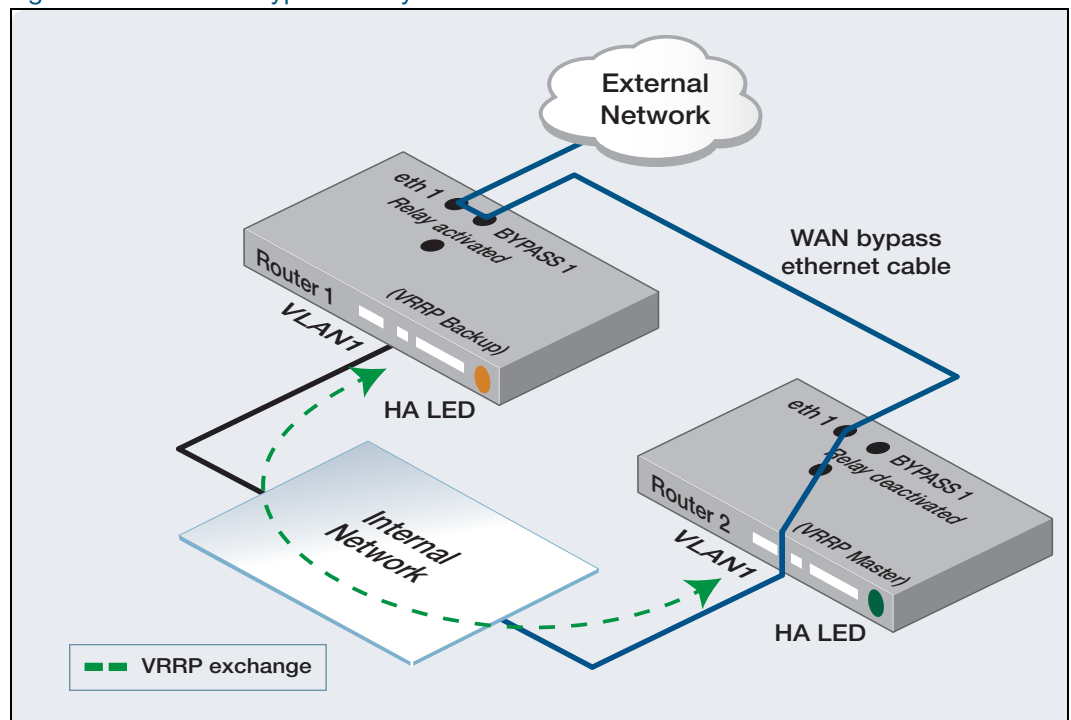 External
Network
eth 1
BYPASS 1
Relay activated
Router 1
(VRRP Backup)
VLAN1
HA LED
WAN bypass
ethernet cable
eth 1
BYPASS 1
Relay deactivated
Router 2
(VRRP Master)
VLAN1
HA LED
Internal
Network
VRRP exchange